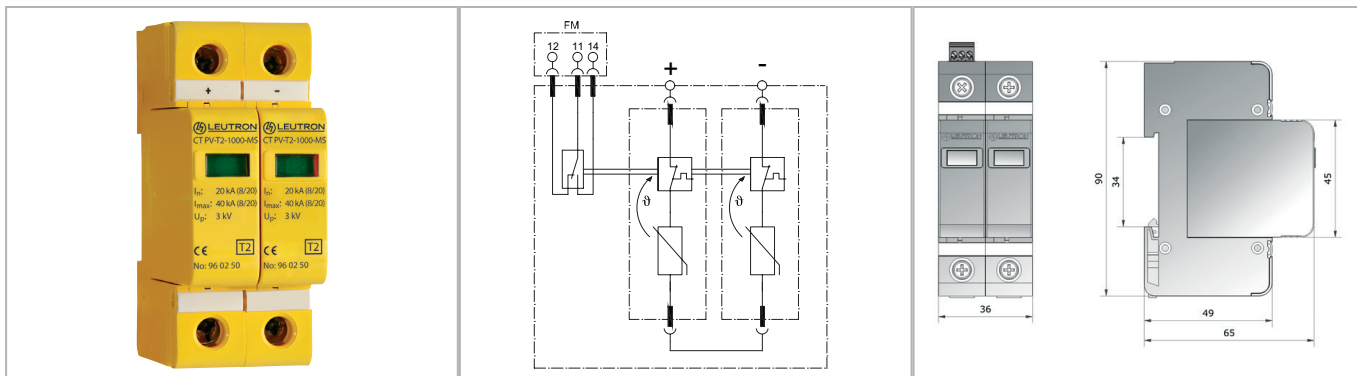 +
-
LEUTRON
LEUTRON
CT PV-T2-1000-MS
CT PV-T2-1000-MS
In: 20 kA (8/20)
In: 20 kA (8/20)
Imax: 40 kA (8/20)
Imax: 40 kA (8/20)
Up: 3 kV
Up: 3 kV
CE T2
CE T2
No: 96 02 50
No: 96 02 50
FM
12 11 14
+ -
ϑ ϑ
LEUTRON LEUTRON
36
90
34
45
49
65